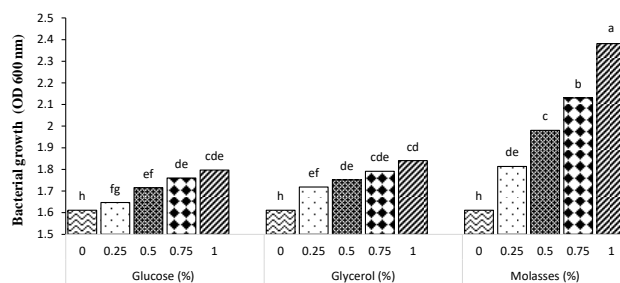 Bacterial growth (OD 600 nm)
2.5
2.4
2.3
2.2
2.1
2
1.9
1.8
1.7
1.6
1.5
h fg ef de cde
h ef de cde cd
h de c b a
0 0.25 0.5 0.75 1 0 0.25 0.5 0.75 1 0 0.25 0.5 0.75 1
Glucose (%) Glycerol (%) Molasses (%)